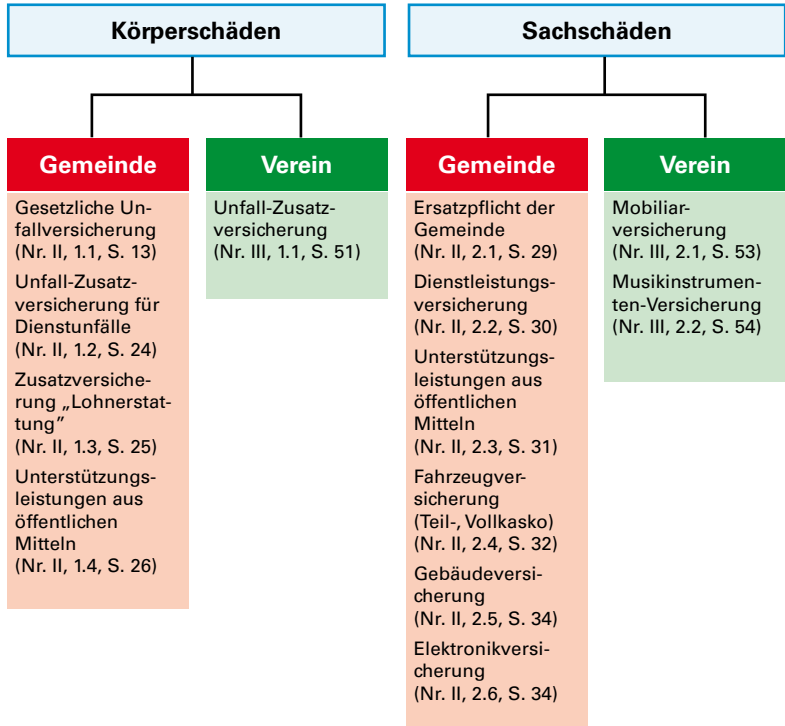 Körperschäden
Gemeinde
Gesetzliche Un-
fallversicherung
(Nr. II, 1.1, S. 13)
Unfall-Zusatz-
versicherung für
Dienstunfälle
(Nr. II, 1.2, S. 24)
Zusatzversiche-
rung „Lohnerstat-
tung”
(Nr. II, 1.3, S. 25)
Unterstützungs-
leistungen aus
öffentlichen
Mitteln
(Nr. II, 1.4, S. 26)
Verein
Unfall-Zusatz-
versicherung
(Nr. III, 1.1, S. 51)
Sachschäden
Gemeinde
Ersatzpflicht der
Gemeinde
(Nr. II, 2.1, S. 29)
Dienstleistungs-
versicherung
(Nr. II, 2.2, S. 30)
Unterstützungs-
leistungen aus
öffentlichen
Mitteln
(Nr. II, 2.3, S. 31)
Fahrzeugver-
sicherung
(Teil-, Vollkasko)
(Nr. II, 2.4, S. 32)
Gebäudeversi-
cherung
(Nr. II, 2.5, S. 34)
Elektronikversi-
cherung
(Nr. II, 2.6, S. 34)
Verein
Mobiliar-
versicherung
(Nr. III, 2.1, S. 53)
Musikinstrumen-
ten-Versicherung
(Nr. III, 2.2, S. 54)